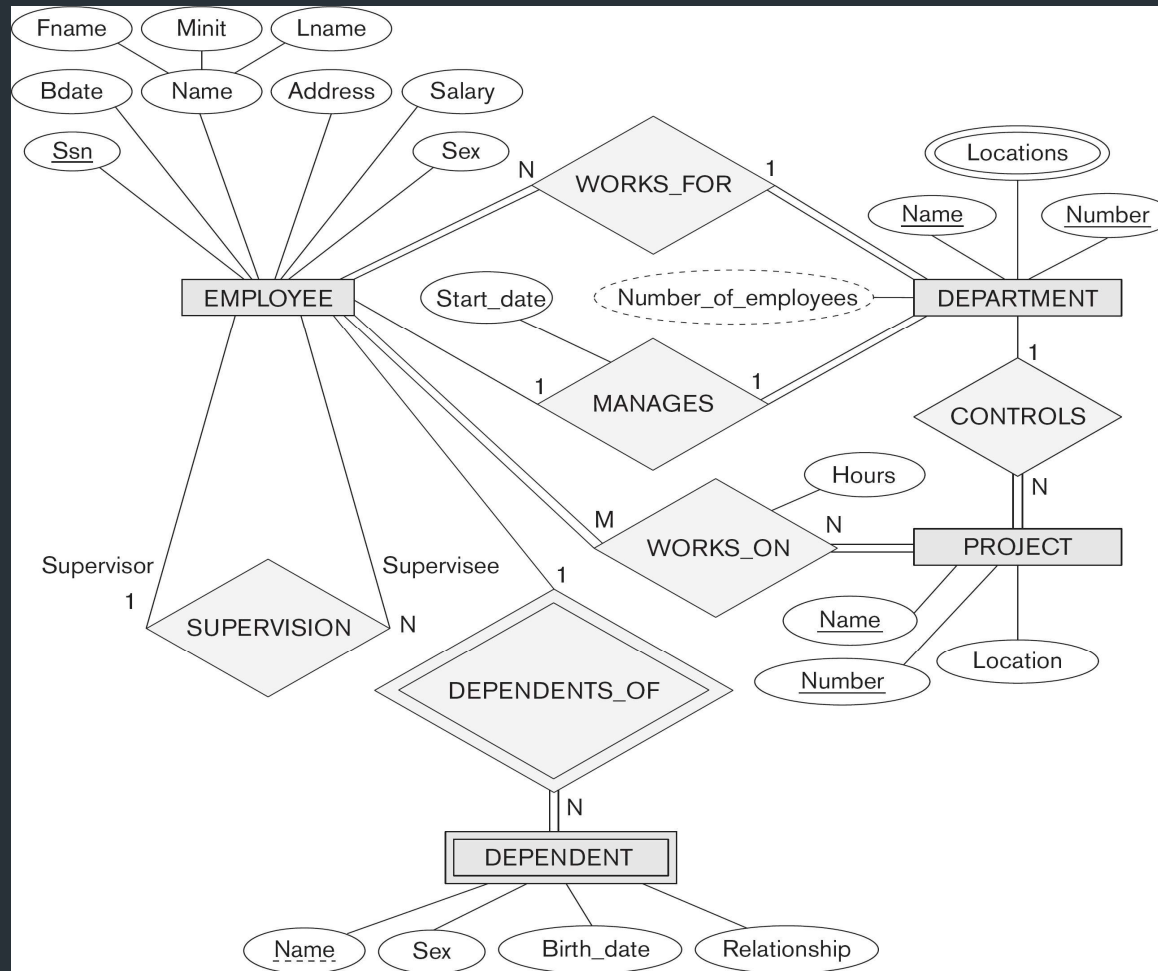 Fname
Minit
Lname
Bdate
Name
Address
Salary
Ssn
Sex
N
WORKS_FOR
1
Locations
Name
Number
EMPLOYEE
Start_date
Number_of_employees
DEPARTMENT
1
MANAGES
1
1
CONTROLS
N
Hours
M
WORKS_ON
N
PROJECT
Supervisor
1
SUPERVISION
Supervisee
N
1
Name
Number
Location
DEPENDENTS_OF
N
DEPENDENT
Name
Sex
Birth_date
Relationship